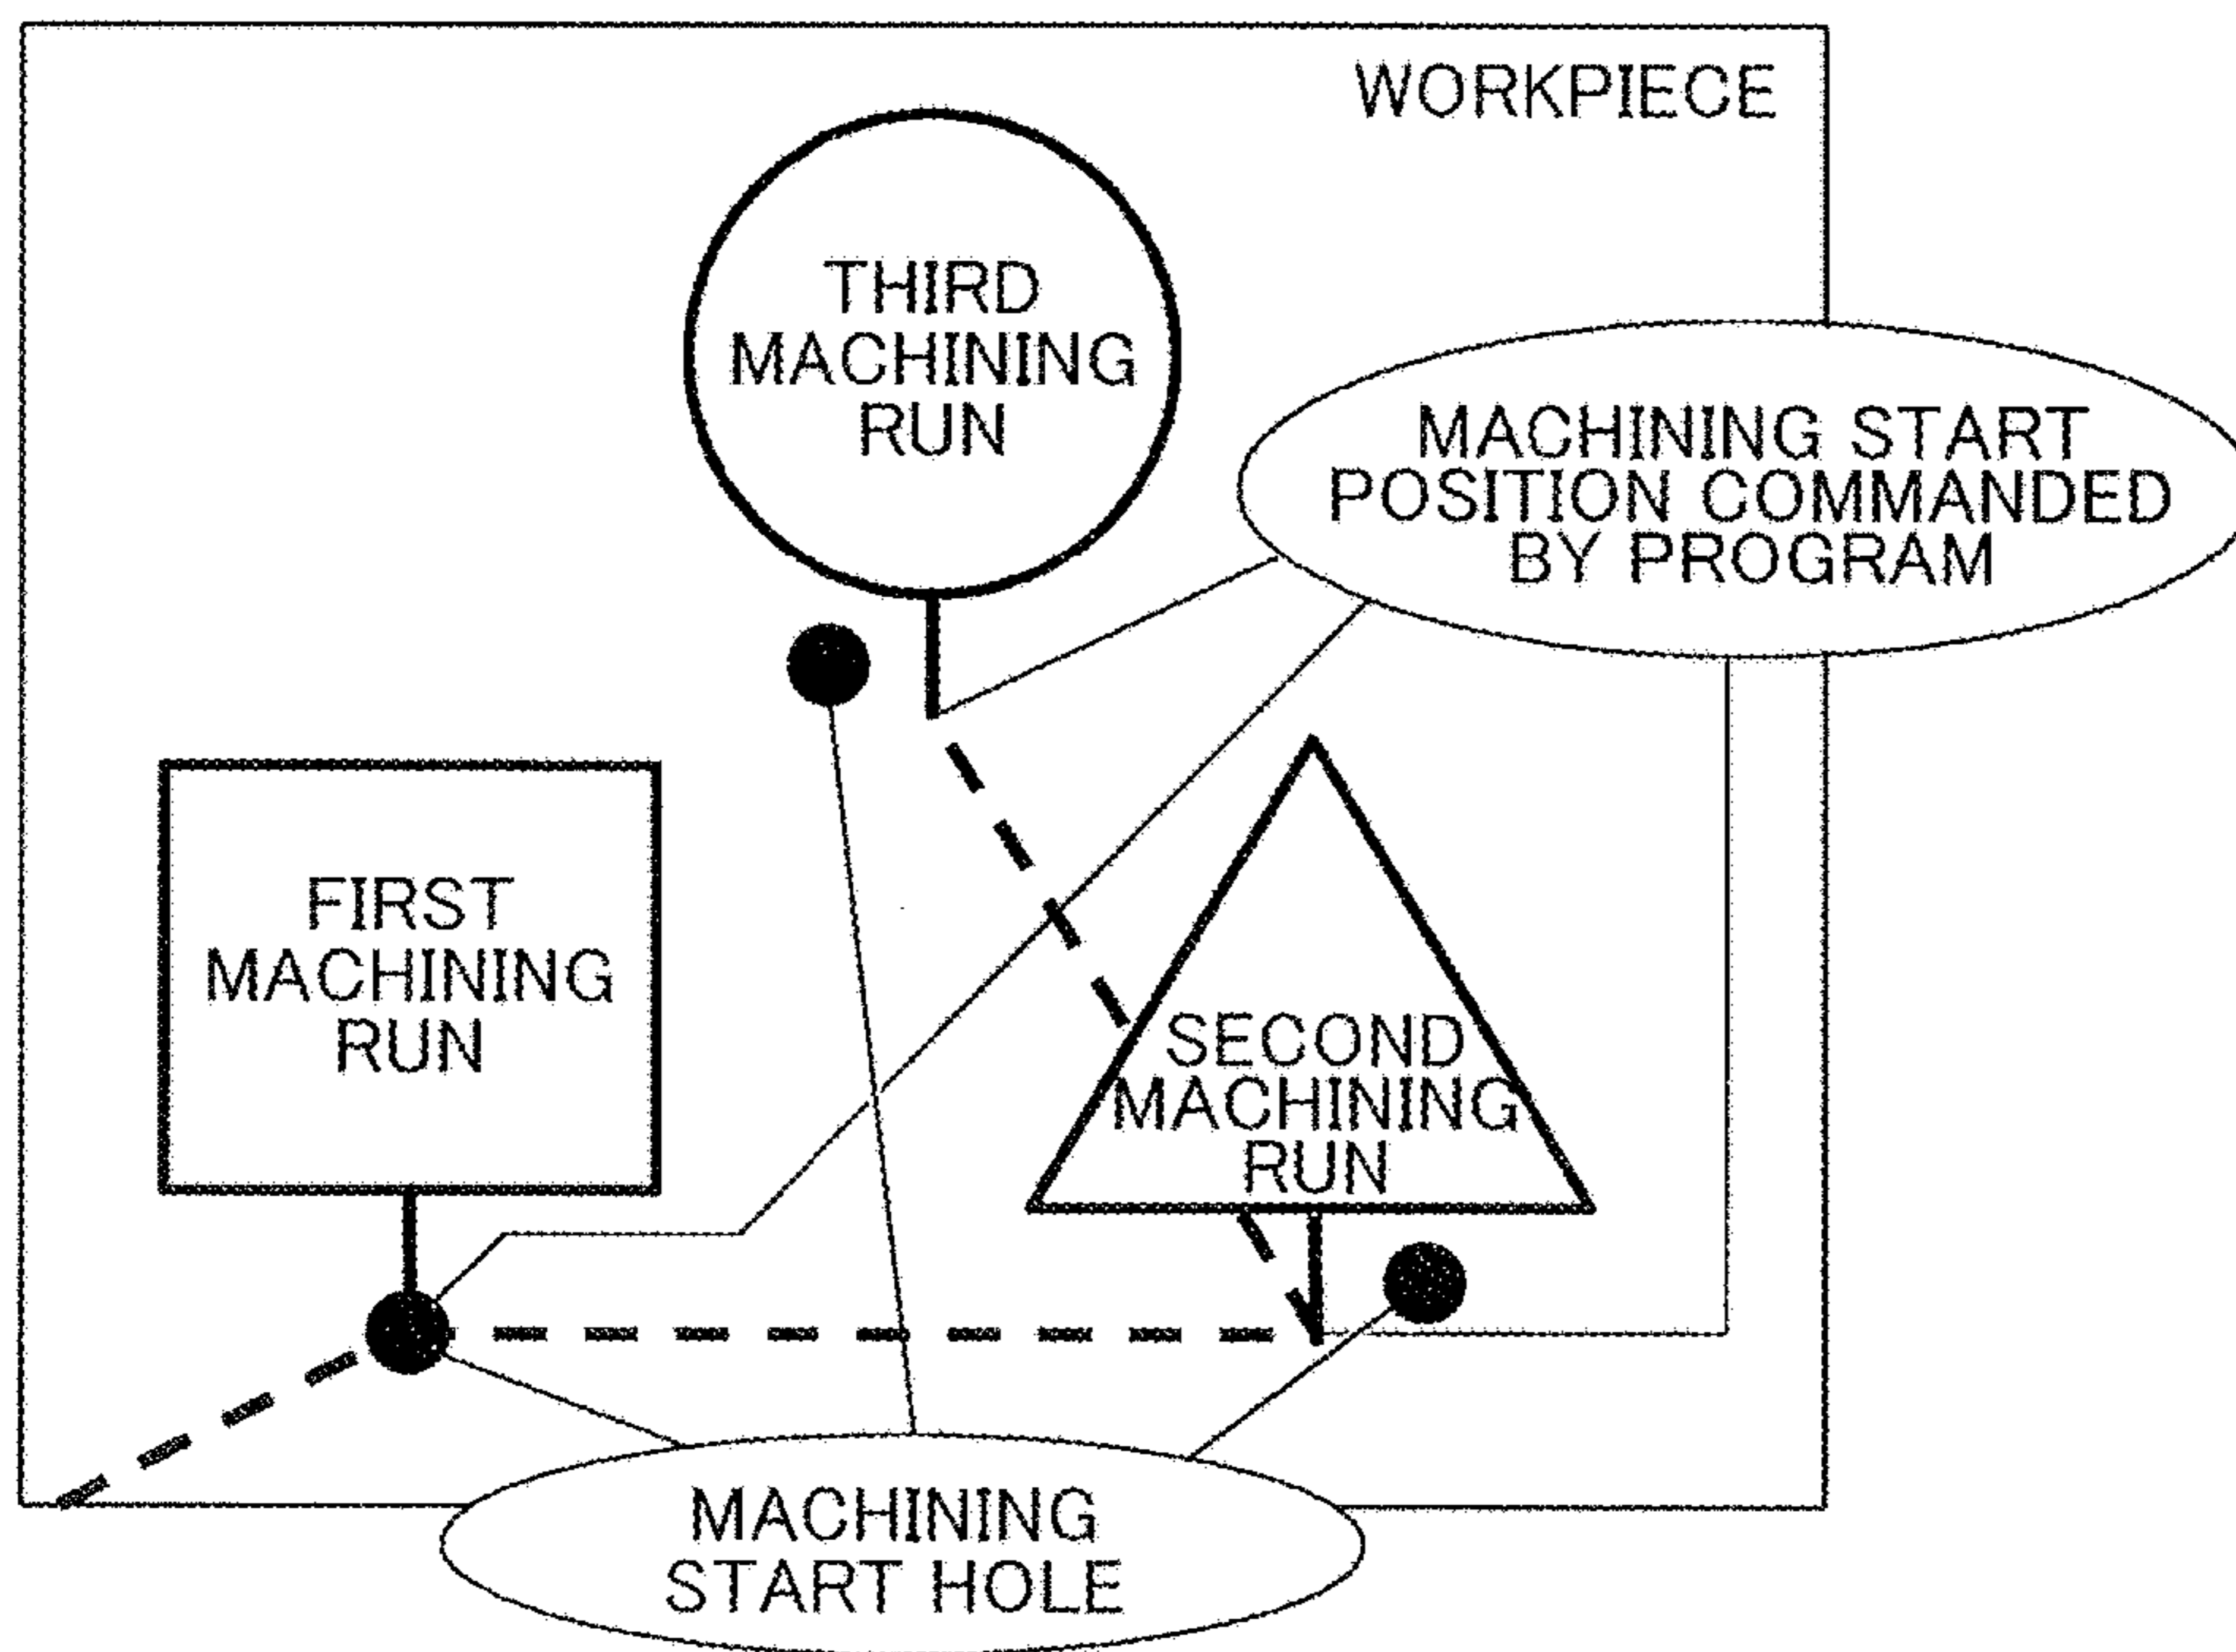 WORKPIECE
THIRD
MACHINING
RUN
MACHINING START
POSITION COMMANDED
BY PROGRAM
FIRST
MACHINING
RUN
SECOND
MACHINING
RUN
MACHINING
START HOLE